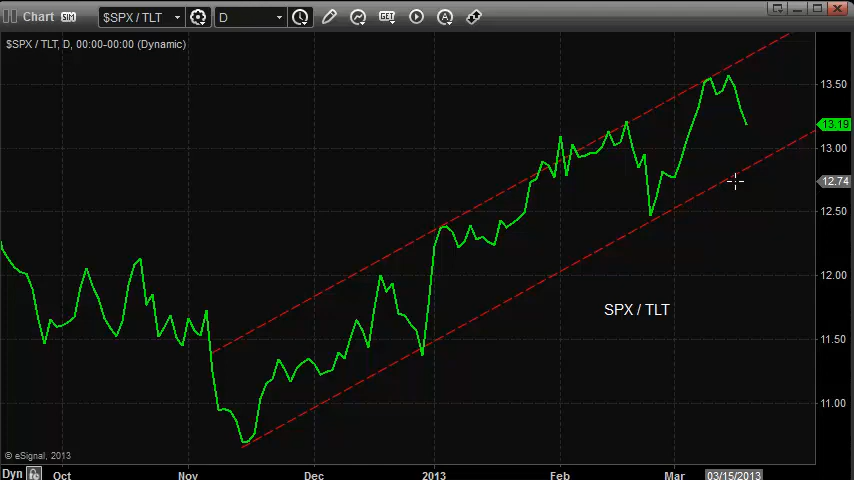 Chart SIM $SPX / TLT D GET A
$SPX / TLT, D, 00:00-00:00 (Dynamic)
13.50
13.19
13.00
12.74
12.50
12.00
SPX / TLT
11.50
11.00
© eSignal, 2013
Dyn Oct Nov Dec 2013 Feb Mar 03/15/2013